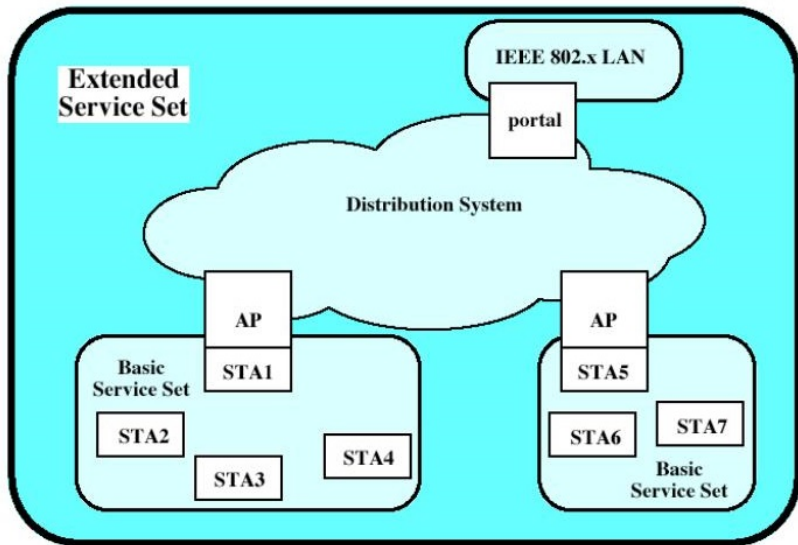 IEEE 802.x LAN
Extended
Service Set
portal
Distribution System
AP
AP
Basic
Service Set
STA1
STA5
STA2
STA3
STA4
STA6
STA7
Basic
Service Set